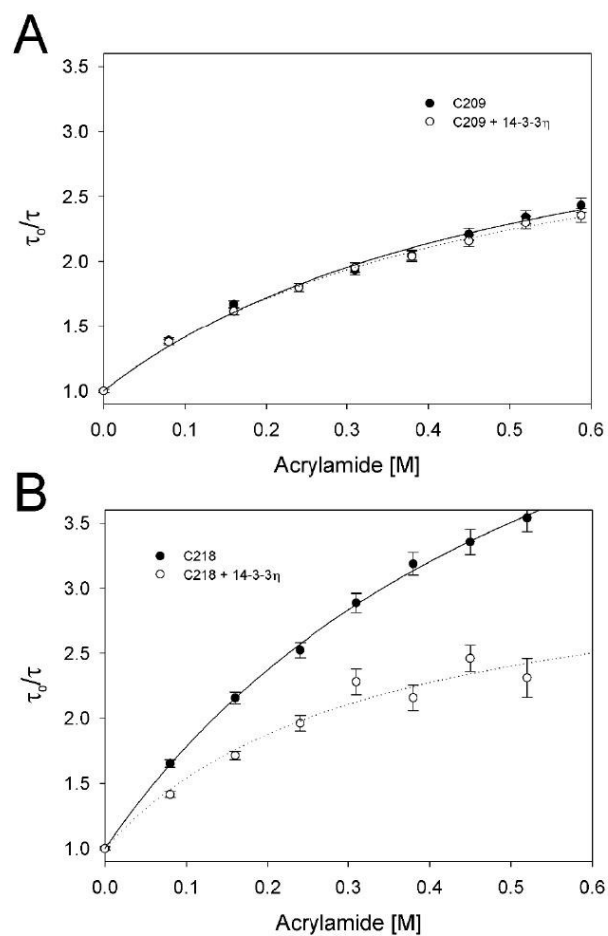 A
3.5
3.0
2.5
2.0
1.5
1.0
τ₀/τ
C209
C209 + 14-3-3η
0.0 0.1 0.2 0.3 0.4 0.5 0.6
Acrylamide [M]
B
3.5
3.0
2.5
2.0
1.5
1.0
τ₀/τ
C218
C218 + 14-3-3η
0.0 0.1 0.2 0.3 0.4 0.5 0.6
Acrylamide [M]